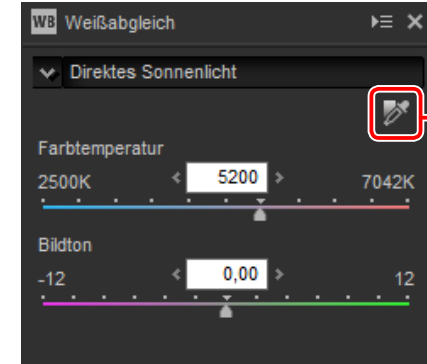 WB Weißabgleich
Direktes Sonnenlicht
Farbtemperatur
2500K 5200 7042K
Bildton
-12 0,00 12